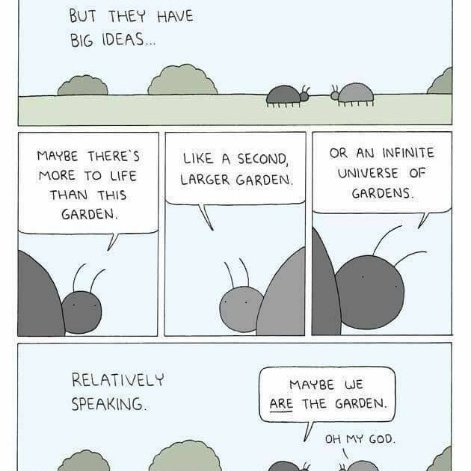 BUT THEY HAVE
BIG IDEAS...
MAYBE THERE'S
MORE TO LIFE
THAN THIS
GARDEN.
LIKE A SECOND,
LARGER GARDEN.
OR AN INFINITE
UNIVERSE OF
GARDENS.
RELATIVELY
SPEAKING.
MAYBE WE
ARE THE GARDEN.
OH MY GOD.